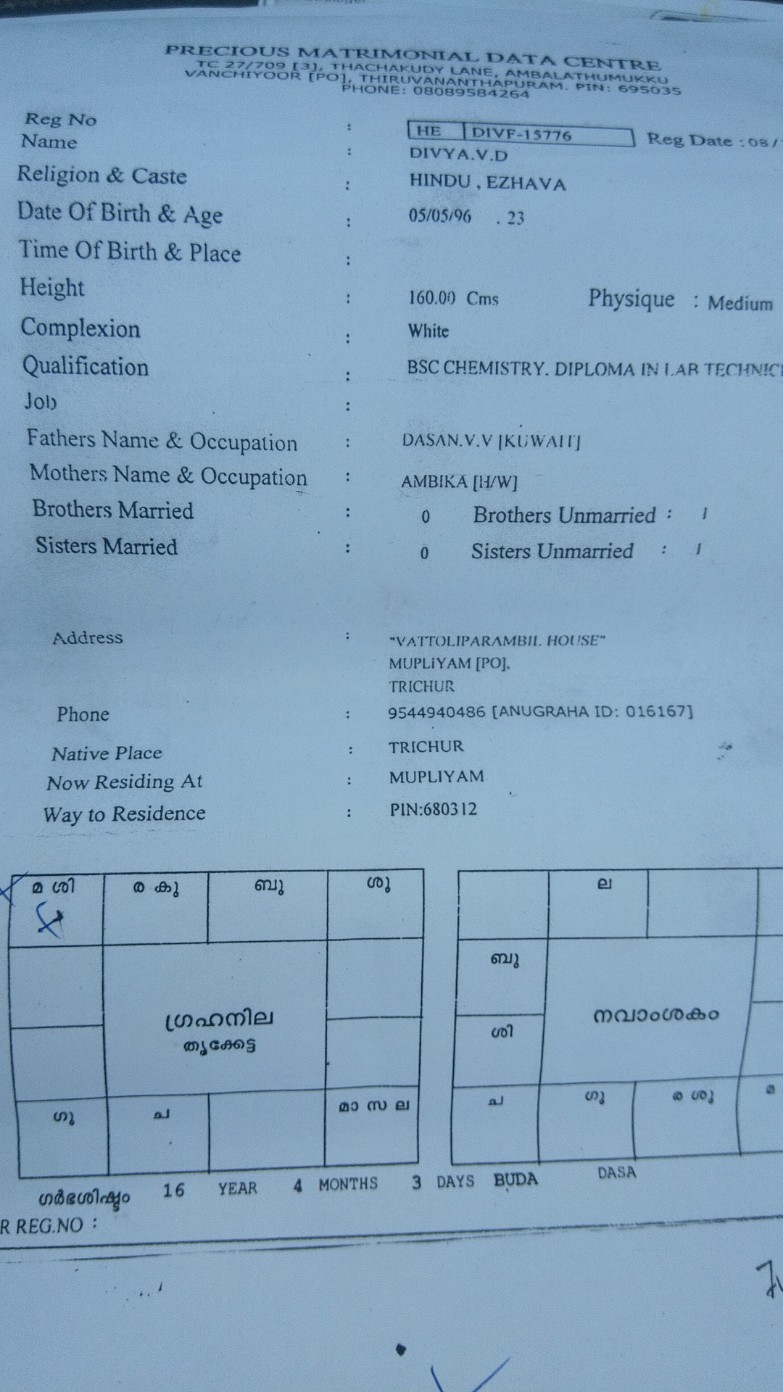 PRECIOUS MATRIMONIAL DATA CENTRE
TC 27/709 [3], THACHAKUDY LANE, AMBALATHUMUKKU
VANCHIYOOR [PO], THIRUVANANTHAPURAM. PIN: 695035
PHONE: 08089584264
Reg No : HE DIVF-15776 Reg Date : 08/
Name : DIVYA.V.D
Religion & Caste : HINDU , EZHAVA
Date Of Birth & Age : 05/05/96 . 23
Time Of Birth & Place :
Height : 160.00 Cms Physique : Medium
Complexion : White
Qualification : BSC CHEMISTRY. DIPLOMA IN LAB TECHNICI
Job :
Fathers Name & Occupation : DASAN.V.V [KUWAIT]
Mothers Name & Occupation : AMBIKA [H/W]
Brothers Married : 0 Brothers Unmarried : 1
Sisters Married : 0 Sisters Unmarried : 1
Address : "VATTOLIPARAMBIL HOUSE"
MUPLiYAM [PO].
TRICHUR
Phone : 9544940486 [ANUGRAHA ID: 016167]
Native Place : TRICHUR
Now Residing At : MUPLIYAM
Way to Residence : PIN:680312
മ ശി ര കു ബു ശു ല
ബു
ഗ്രഹനില നവാംശകം
തൃക്കേട്ട ശി
ഗു ച മാ സ ല ച ഗു ര ശു മ
ഗർഭശിഷ്ടം 16 YEAR 4 MONTHS 3 DAYS BUDA DASA
R REG.NO :